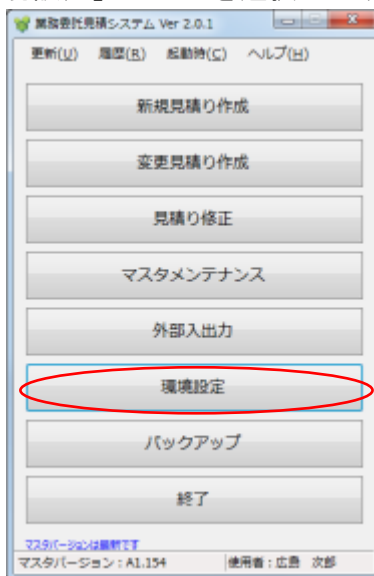 業務委託見積システム Ver 2.0.1
更新(U) 履歴(R) 起動時(C) ヘルプ(H)
新規見積り作成
変更見積り作成
見積り修正
マスタメンテナンス
外部入出力
環境設定
バックアップ
終了
マスタバージョンは最新です
マスタバージョン:A1.154 使用者:広島 次郎